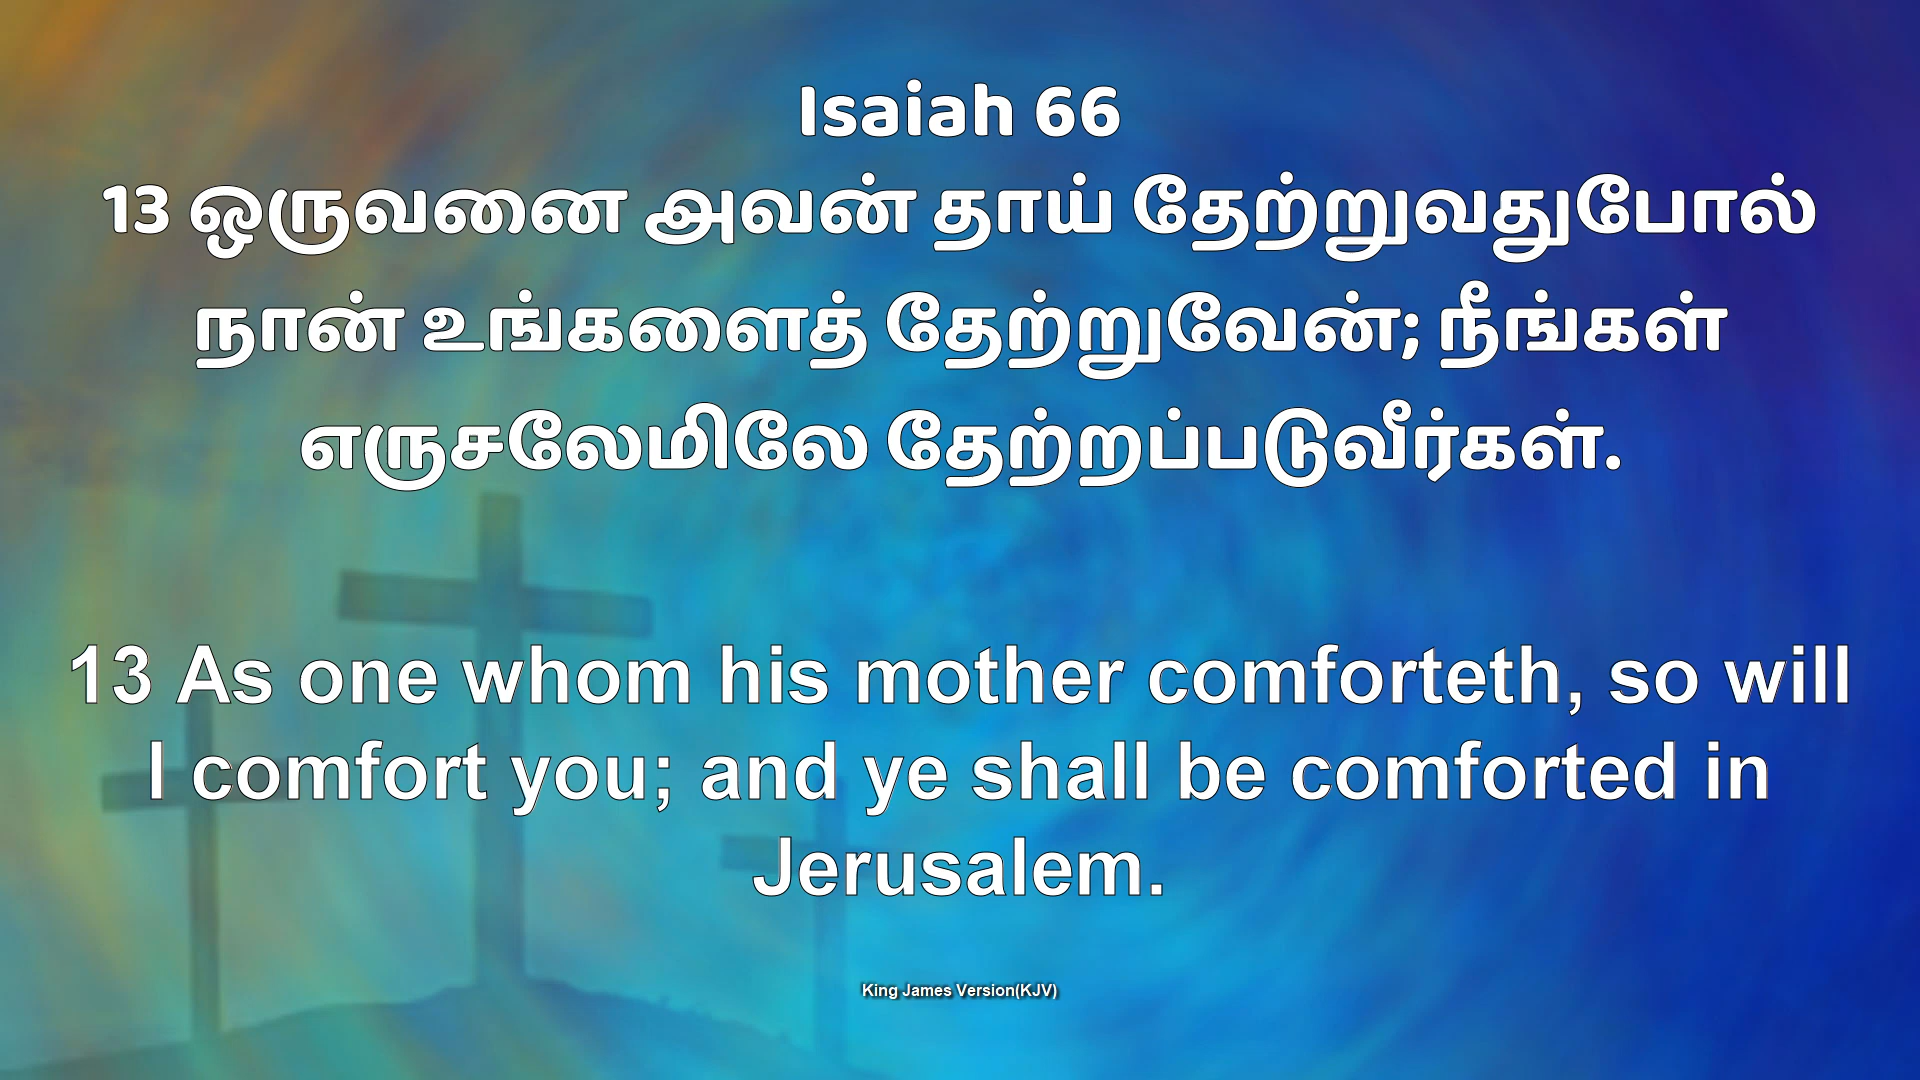 Isaiah 66
13 ஒருவனை அவன் தாய் தேற்றுவதுபோல்
நான் உங்களைத் தேற்றுவேன்; நீங்கள்
எருசலேமிலே தேற்றப்படுவீர்கள்.
13 As one whom his mother comforteth, so will
I comfort you; and ye shall be comforted in
Jerusalem.
King James Version(KJV)